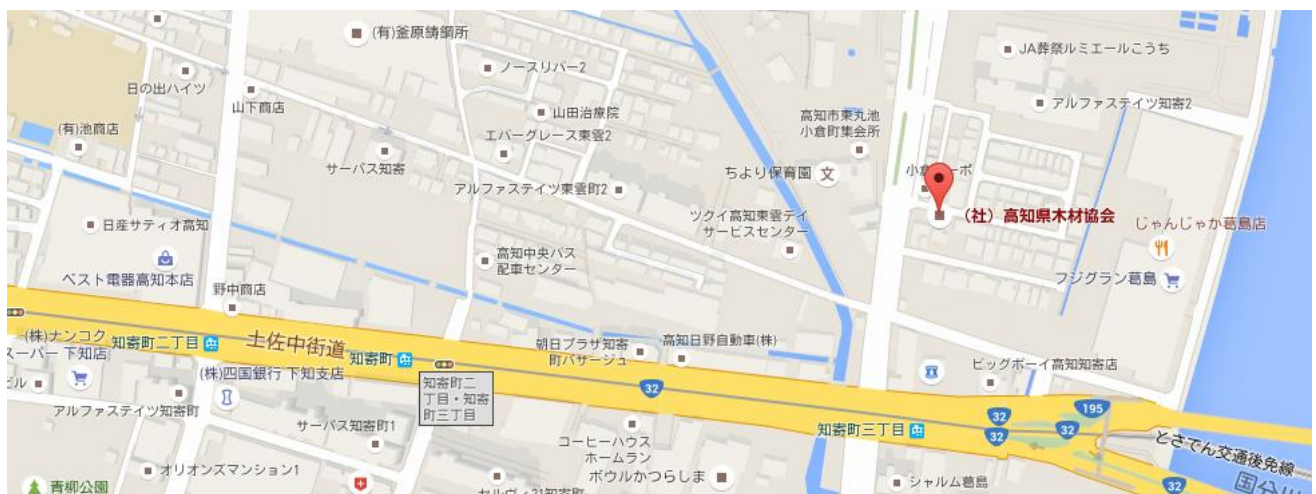 (有)釜原鋳鋼所
JA葬祭ルミエールこうち
ノースリバー2
日の出ハイツ
山下商店
山田治療院
アルファステイツ知寄2
(有)池商店
エバーグレース東雲2
高知市東丸池
小倉町集会所
サーパス知寄
ちより保育園
文
アルファステイツ東雲町2
ツクイ高知東雲デイ
サービスセンター
(社)高知県木材協会
じゃんじゃか葛島店
日産サティオ高知
高知中央バス
配車センター
ベスト電器高知本店
フジグラン葛島
野中商店
(株)ナンコク
スーパー 下知店
知寄町二丁目
土佐中街道
知寄町
朝日プラザ知寄
町パサージュ
高知日野自動車(株)
ビッグボーイ高知知寄店
(株)四国銀行 下知支店
知寄町二
丁目・知寄
町三丁目
32
195
32
32
32
32
ビル
アルファステイツ知寄町
サーパス知寄町1
コーヒーハウス
ホームラン
知寄町三丁目
とさでん交通後免線
オリオンズマンション1
ボウルかつらしま
シャルム葛島
青柳公園